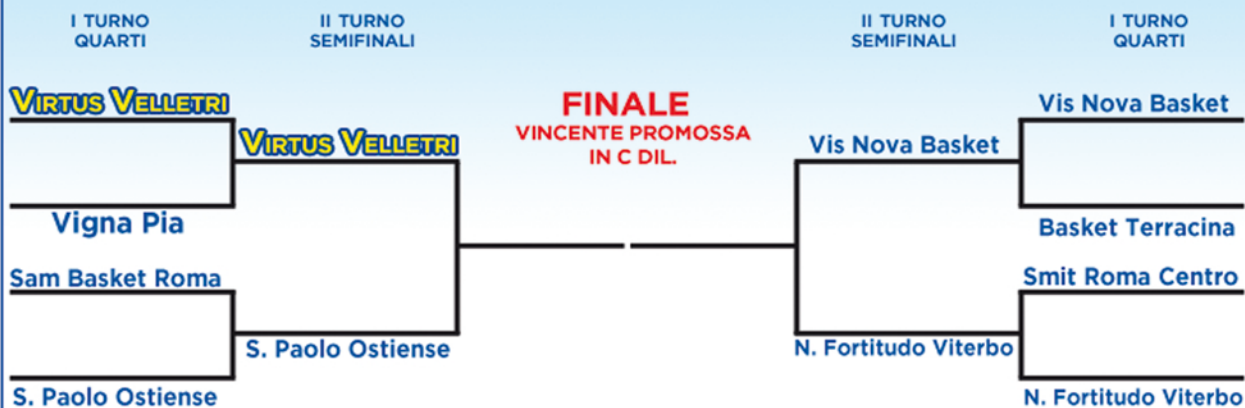 I TURNO
QUARTI
II TURNO
SEMIFINALI
II TURNO
SEMIFINALI
I TURNO
QUARTI
VIRTUS VELLETRI
VIRTUS VELLETRI
Vigna Pia
Sam Basket Roma
S. Paolo Ostiense
S. Paolo Ostiense
FINALE
VINCENTE PROMOSSA
IN C DIL.
Vis Nova Basket
Vis Nova Basket
Basket Terracina
Smit Roma Centro
N. Fortitudo Viterbo
N. Fortitudo Viterbo